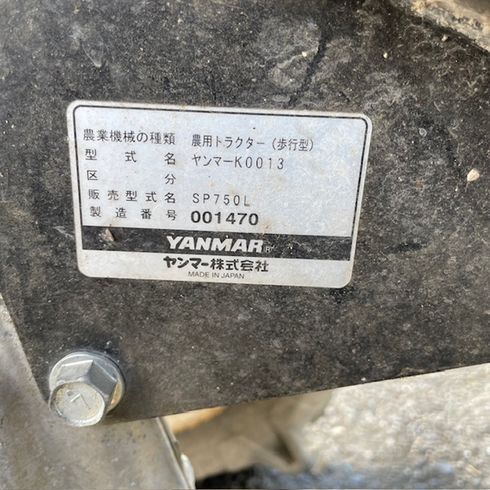 農業機械の種類 農用トラクター(歩行型)
型式名 ヤンマーK0013
区分
販売型式名 SP750L
製造番号 001470
YANMAR®
ヤンマー株式会社
MADE IN JAPAN
7